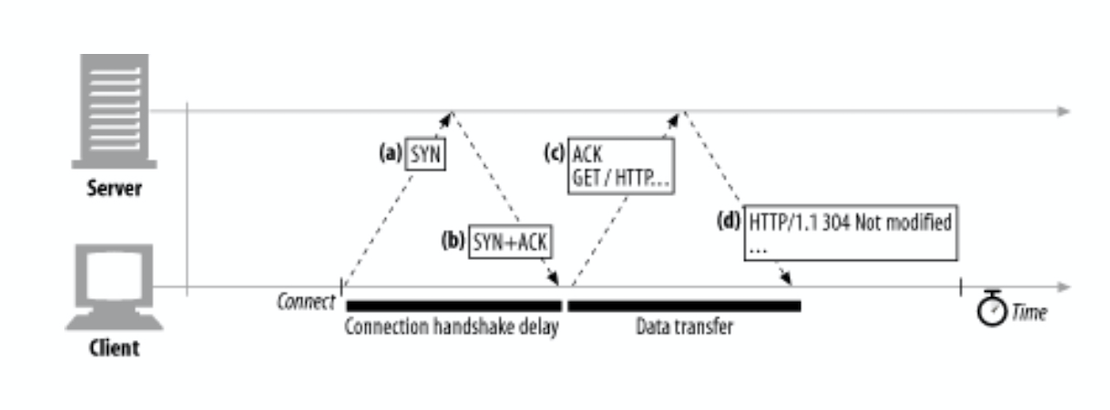 Server
(a) SYN
(c) ACK
GET / HTTP...
(b) SYN+ACK
(d) HTTP/1.1 304 Not modified
...
Client
Connect
Connection handshake delay
Data transfer
Time